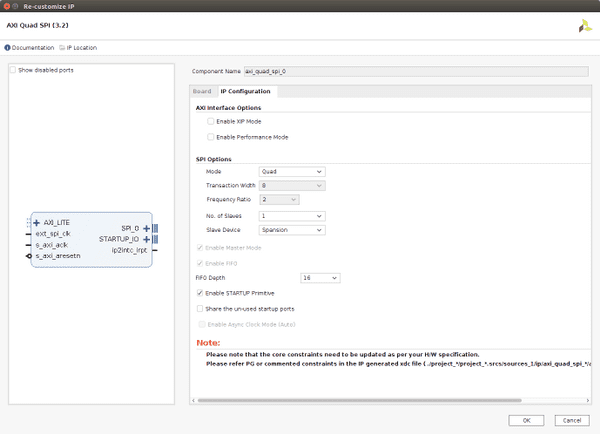 Re-customize IP
AXI Quad SPI (3.2)
Documentation IP Location
Show disabled ports
AXI_LITE
ext_spi_clk
s_axi_aclk
s_axi_aresetn
SPI_0
STARTUP_IO
ip2intc_irpt
Component Name axi_quad_spi_0
Board IP Configuration
AXI Interface Options
Enable XIP Mode
Enable Performance Mode
SPI Options
Mode Quad
Transaction Width 8
Frequency Ratio 2
No. of Slaves 1
Slave Device Spansion
Enable Master Mode
Enable FIFO
FIFO Depth 16
Enable STARTUP Primitive
Share the un-used startup ports
Enable Async Clock Mode (Auto)
Note:
Please note that the core constraints need to be updated as per your H/W specification.
Please refer PG or commented constraints in the IP generated xdc file (../project_*/project_*.srcs/sources_1/ip/axi_quad_spi_*/
OK Cancel